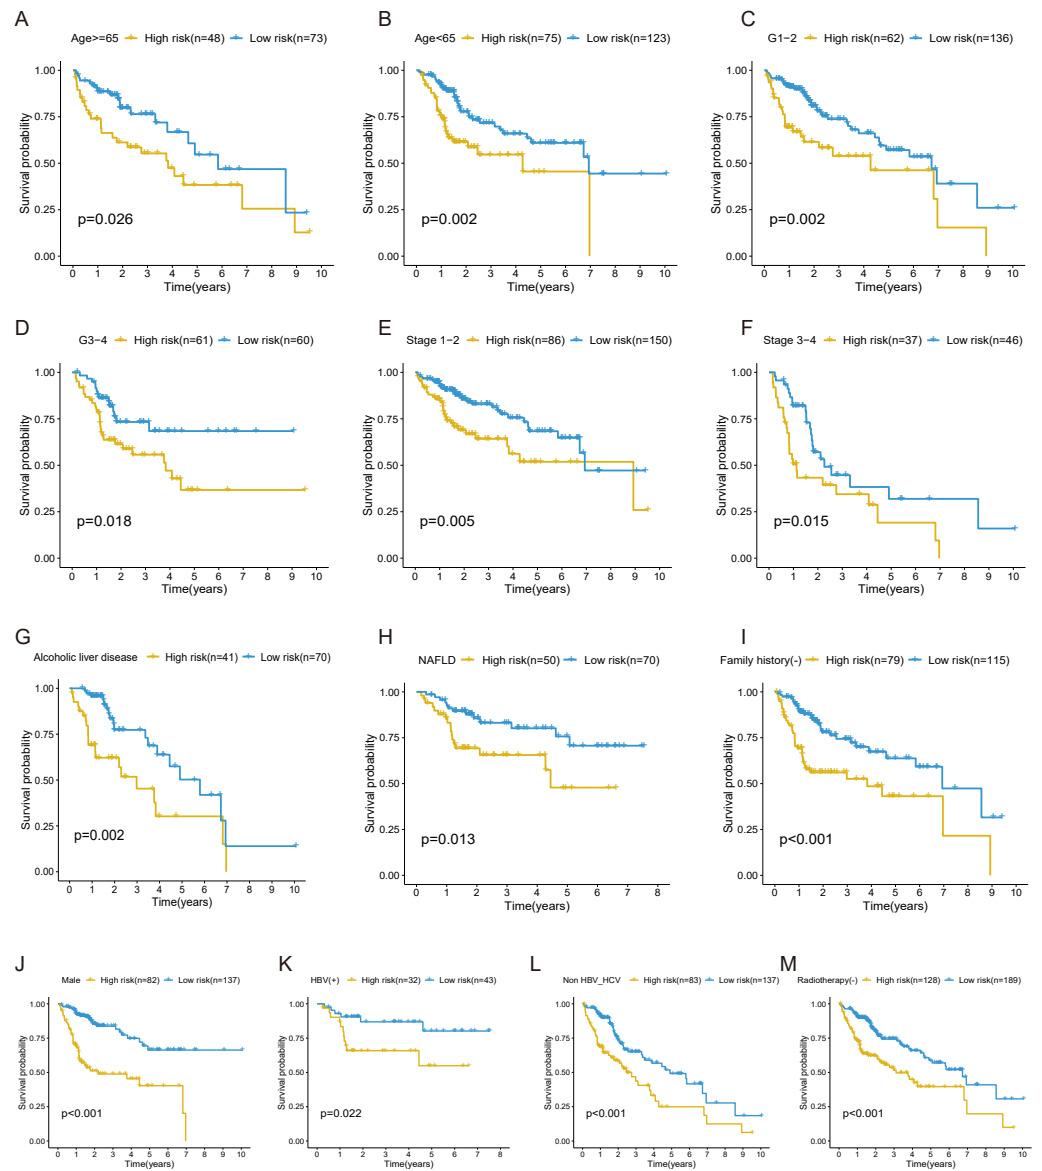 A
Age>=65 High risk(n=48) Low risk(n=73)
Survival probability
1.00
0.75
0.50
0.25
0.00
p=0.026
0 1 2 3 4 5 6 7 8 9 10
Time(years)
B
Age<65 High risk(n=75) Low risk(n=123)
Survival probability
1.00
0.75
0.50
0.25
0.00
p=0.002
0 1 2 3 4 5 6 7 8 9 10
Time(years)
C
G1−2 High risk(n=62) Low risk(n=136)
Survival probability
1.00
0.75
0.50
0.25
0.00
p=0.002
0 1 2 3 4 5 6 7 8 9 10
Time(years)
D
G3−4 High risk(n=61) Low risk(n=60)
Survival probability
1.00
0.75
0.50
0.25
0.00
p=0.018
0 1 2 3 4 5 6 7 8 9 10
Time(years)
E
Stage 1−2 High risk(n=86) Low risk(n=150)
Survival probability
1.00
0.75
0.50
0.25
0.00
p=0.005
0 1 2 3 4 5 6 7 8 9 10
Time(years)
F
Stage 3−4 High risk(n=37) Low risk(n=46)
Survival probability
1.00
0.75
0.50
0.25
0.00
p=0.015
0 1 2 3 4 5 6 7 8 9 10
Time(years)
G
Alcoholic liver disease High risk(n=41) Low risk(n=70)
Survival probability
1.00
0.75
0.50
0.25
0.00
p=0.002
0 1 2 3 4 5 6 7 8 9 10
Time(years)
H
NAFLD High risk(n=50) Low risk(n=70)
Survival probability
1.00
0.75
0.50
0.25
0.00
p=0.013
0 1 2 3 4 5 6 7 8
Time(years)
I
Family history(-) High risk(n=79) Low risk(n=115)
Survival probability
1.00
0.75
0.50
0.25
0.00
p<0.001
0 1 2 3 4 5 6 7 8 9 10
Time(years)
J
Male High risk(n=82) Low risk(n=137)
Survival probability
1.00
0.75
0.50
0.25
0.00
p<0.001
0 1 2 3 4 5 6 7 8 9 10
Time(years)
K
HBV(+) High risk(n=32) Low risk(n=43)
Survival probability
1.00
0.75
0.50
0.25
0.00
p=0.022
0 1 2 3 4 5 6 7 8
Time(years)
L
Non HBV_HCV High risk(n=83) Low risk(n=137)
Survival probability
1.00
0.75
0.50
0.25
0.00
p<0.001
0 1 2 3 4 5 6 7 8 9 10
Time(years)
M
Radiotherapy(-) High risk(n=128) Low risk(n=189)
Survival probability
1.00
0.75
0.50
0.25
0.00
p<0.001
0 1 2 3 4 5 6 7 8 9 10
Time(years)